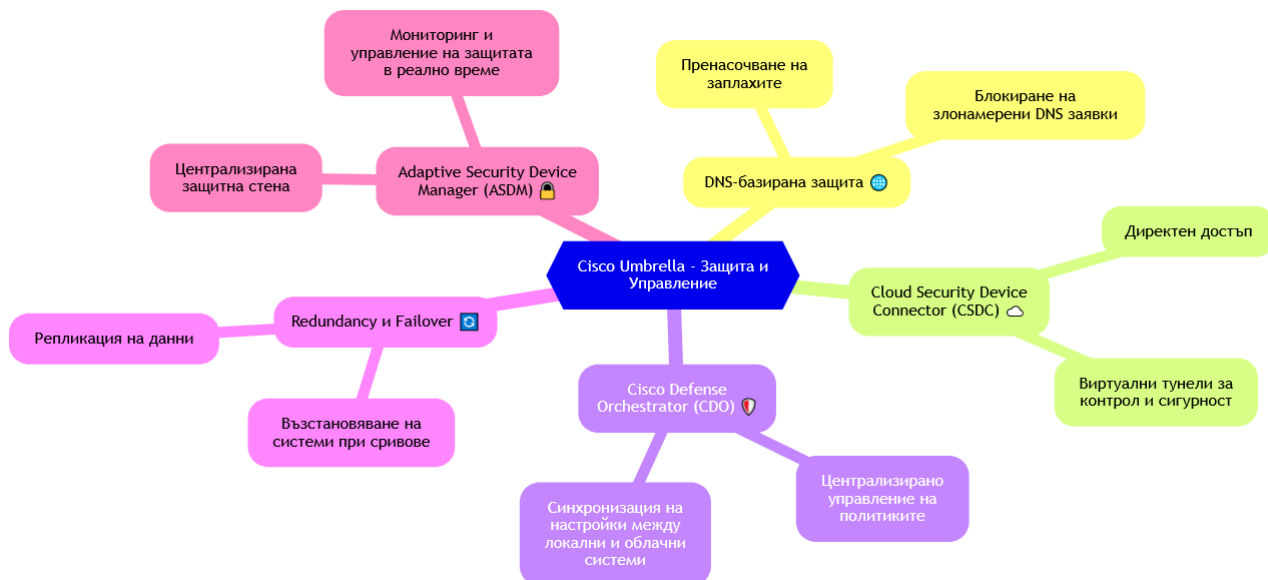 Мониторинг и
управление на защитата
в реално време
Централизирана
защитна стена
Adaptive Security Device
Manager (ASDM) 🔒
Пренасочване на
заплахите
Блокиране на
злонамерени DNS заявки
DNS-базирана защита 🌐
Cisco Umbrella - Защита и
Управление
Директен достъп
Cloud Security Device
Connector (CSDC) ☁
Виртуални тунели за
контрол и сигурност
Redundancy и Failover 🔄
Репликация на данни
Възстановяване на
системи при сривове
Cisco Defense
Orchestrator (CDO) 🛡
Синхронизация на
настройки между
локални и облачни
системи
Централизирано
управление на
политиките